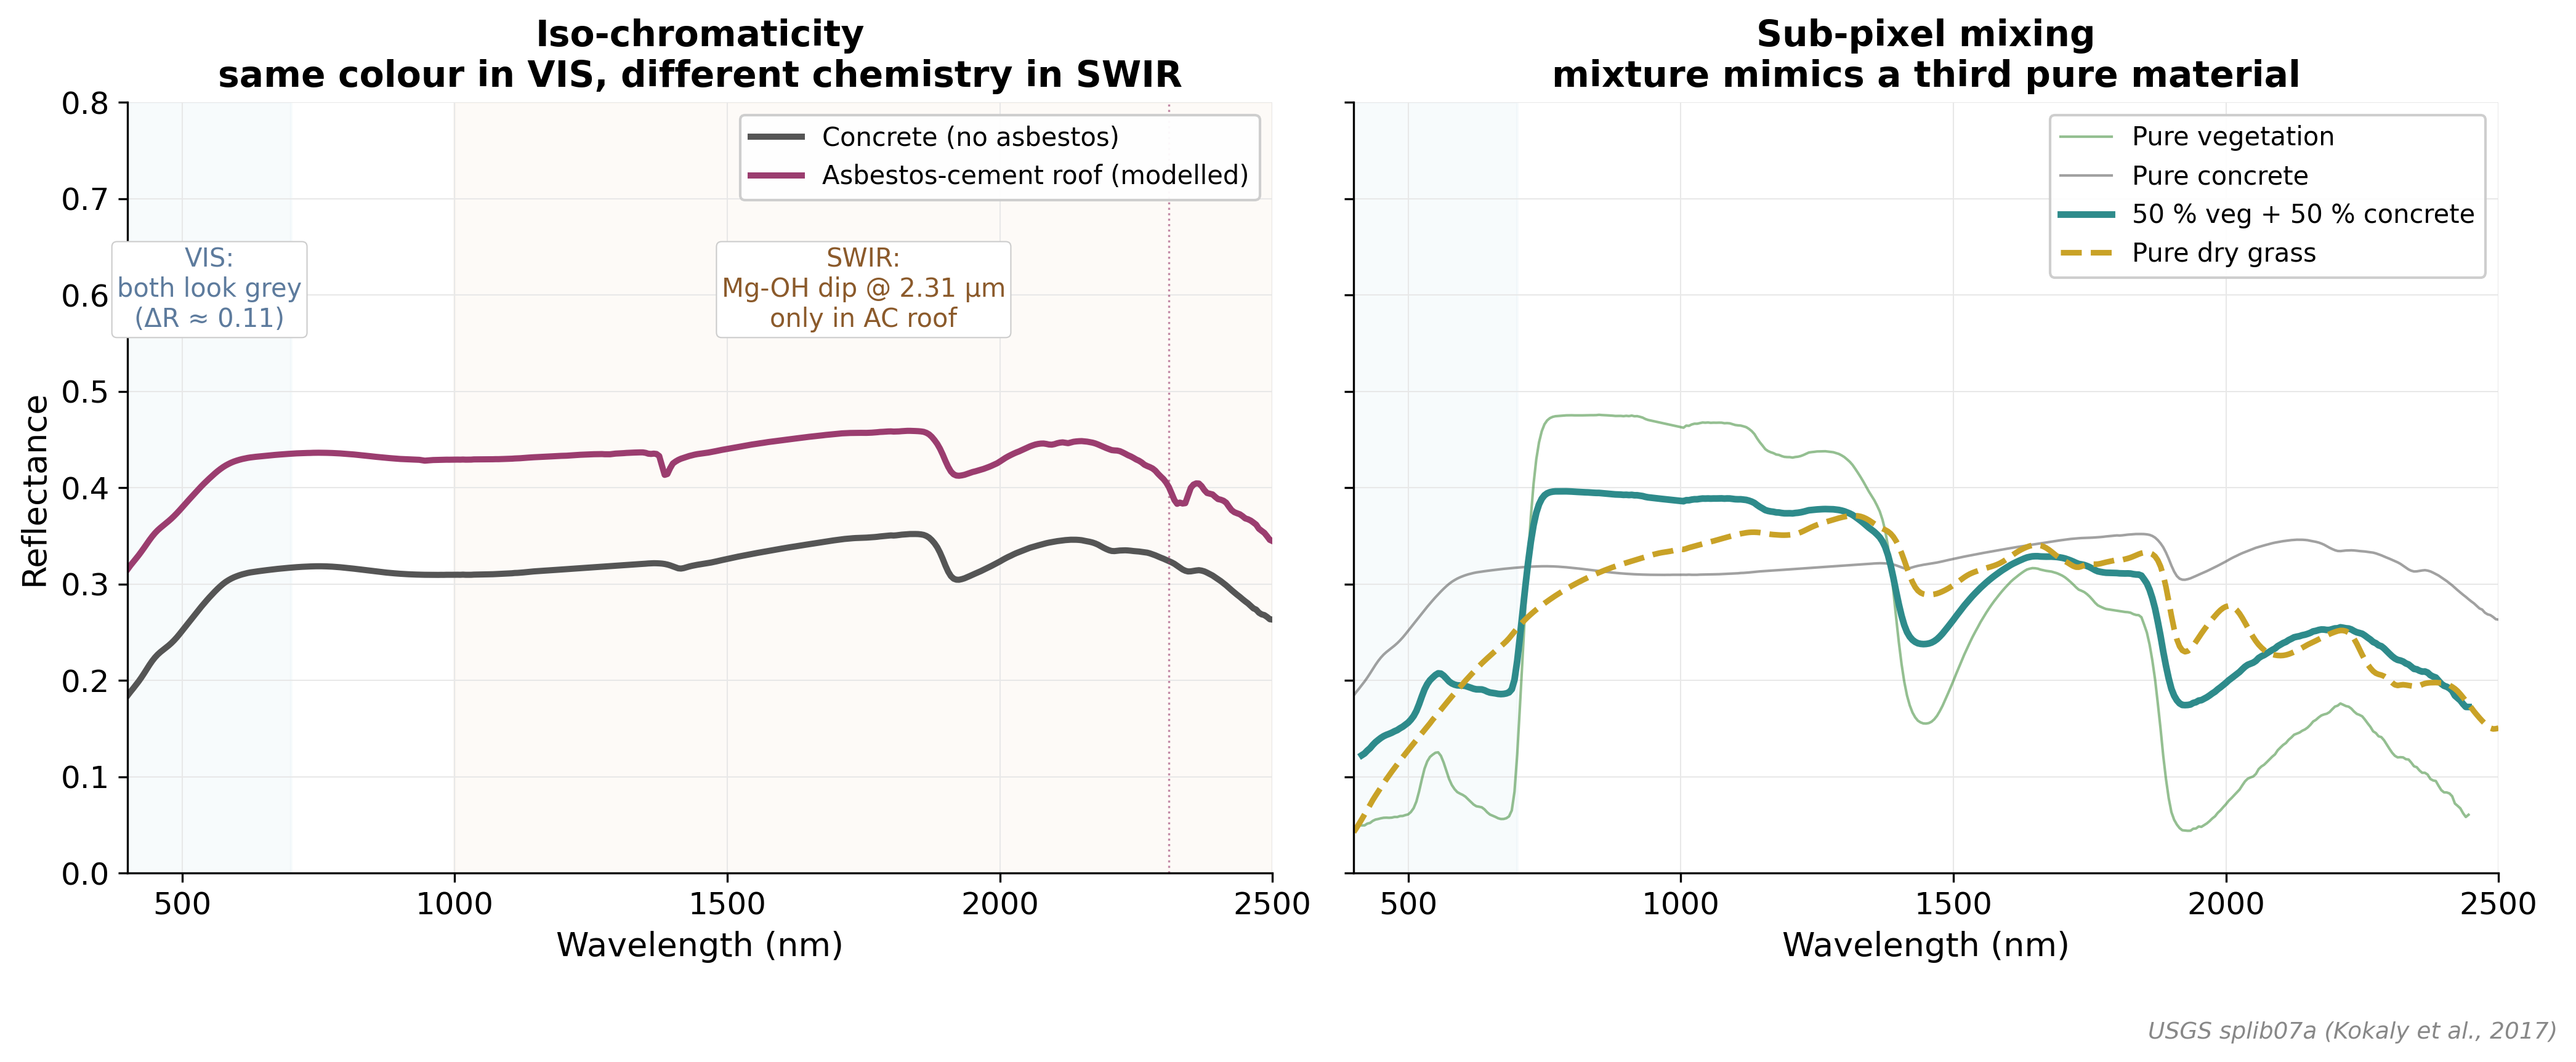 Iso-chromaticity
same colour in VIS, different chemistry in SWIR
Reflectance
0.8
0.7
0.6
0.5
0.4
0.3
0.2
0.1
0.0
Concrete (no asbestos)
Asbestos-cement roof (modelled)
VIS:
both look grey
(ΔR ≈ 0.11)
SWIR:
Mg-OH dip @ 2.31 µm
only in AC roof
500 1000 1500 2000 2500
Wavelength (nm)
Sub-pixel mixing
mixture mimics a third pure material
Pure vegetation
Pure concrete
50 % veg + 50 % concrete
Pure dry grass
500 1000 1500 2000 2500
Wavelength (nm)
USGS splib07a (Kokaly et al., 2017)